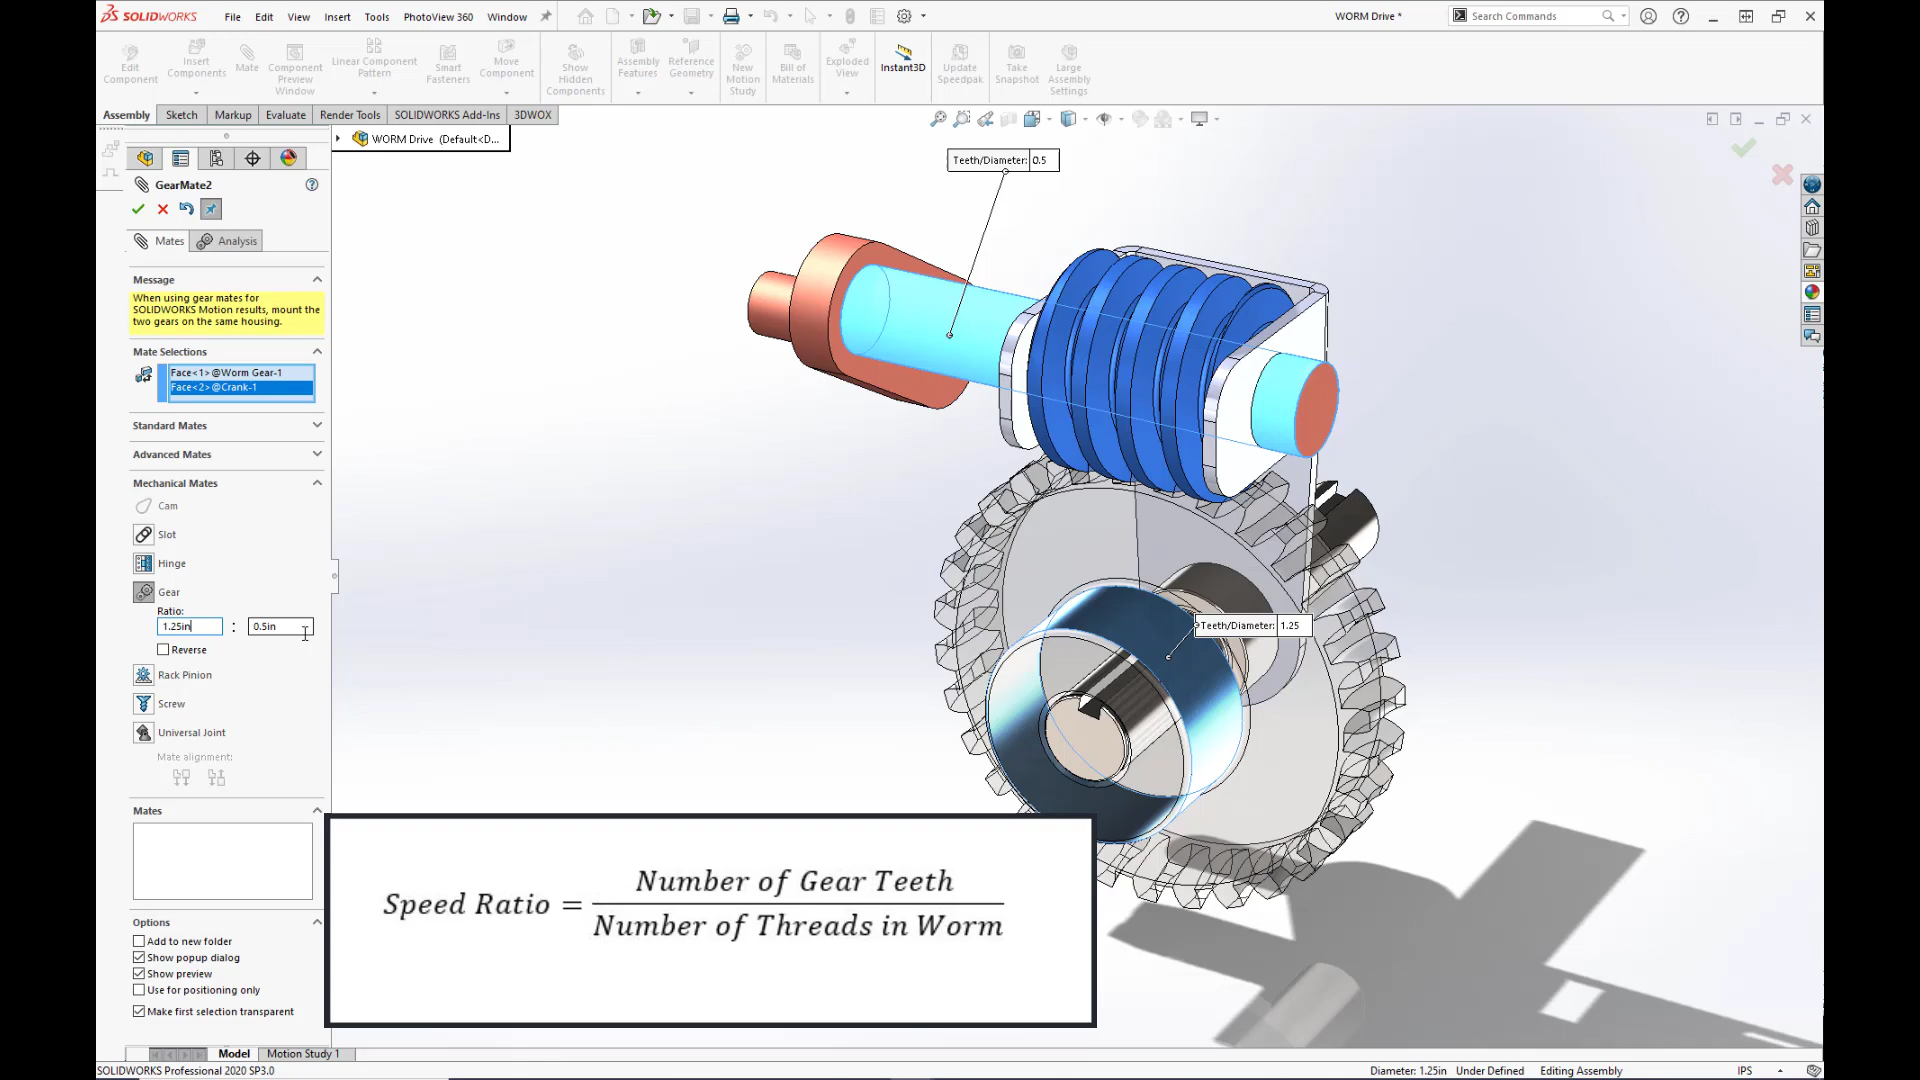 SOLIDWORKS File Edit View Insert Tools PhotoView 360 Window WORM Drive * Search Commands
Edit Component
Insert Components
Mate
Component Preview Window
Linear Component Pattern
Smart Fasteners
Move Component
Show Hidden Components
Assembly Features
Reference Geometry
New Motion Study
Bill of Materials
Exploded View
Instant3D
Update Speedpak
Take Snapshot
Large Assembly Settings
Assembly Sketch Markup Evaluate Render Tools SOLIDWORKS Add-Ins 3DWOX
WORM Drive (Default<D...
Teeth/Diameter: 0.5
GearMate2
Mates Analysis
Message
When using gear mates for
SOLIDWORKS Motion results, mount the
two gears on the same housing.
Mate Selections
Face<1>@Worm Gear-1
Face<2>@Crank-1
Standard Mates
Advanced Mates
Mechanical Mates
Cam
Slot
Hinge
Gear
Ratio:
1.25in : 0.5in
Reverse
Teeth/Diameter: 1.25
Rack Pinion
Screw
Universal Joint
Mate alignment:
Mates
Speed Ratio = Number of Gear Teeth
Number of Threads in Worm
Options
Add to new folder
Show popup dialog
Show preview
Use for positioning only
Make first selection transparent
Model Motion Study 1
SOLIDWORKS Professional 2020 SP3.0 Diameter: 1.25in Under Defined Editing Assembly IPS